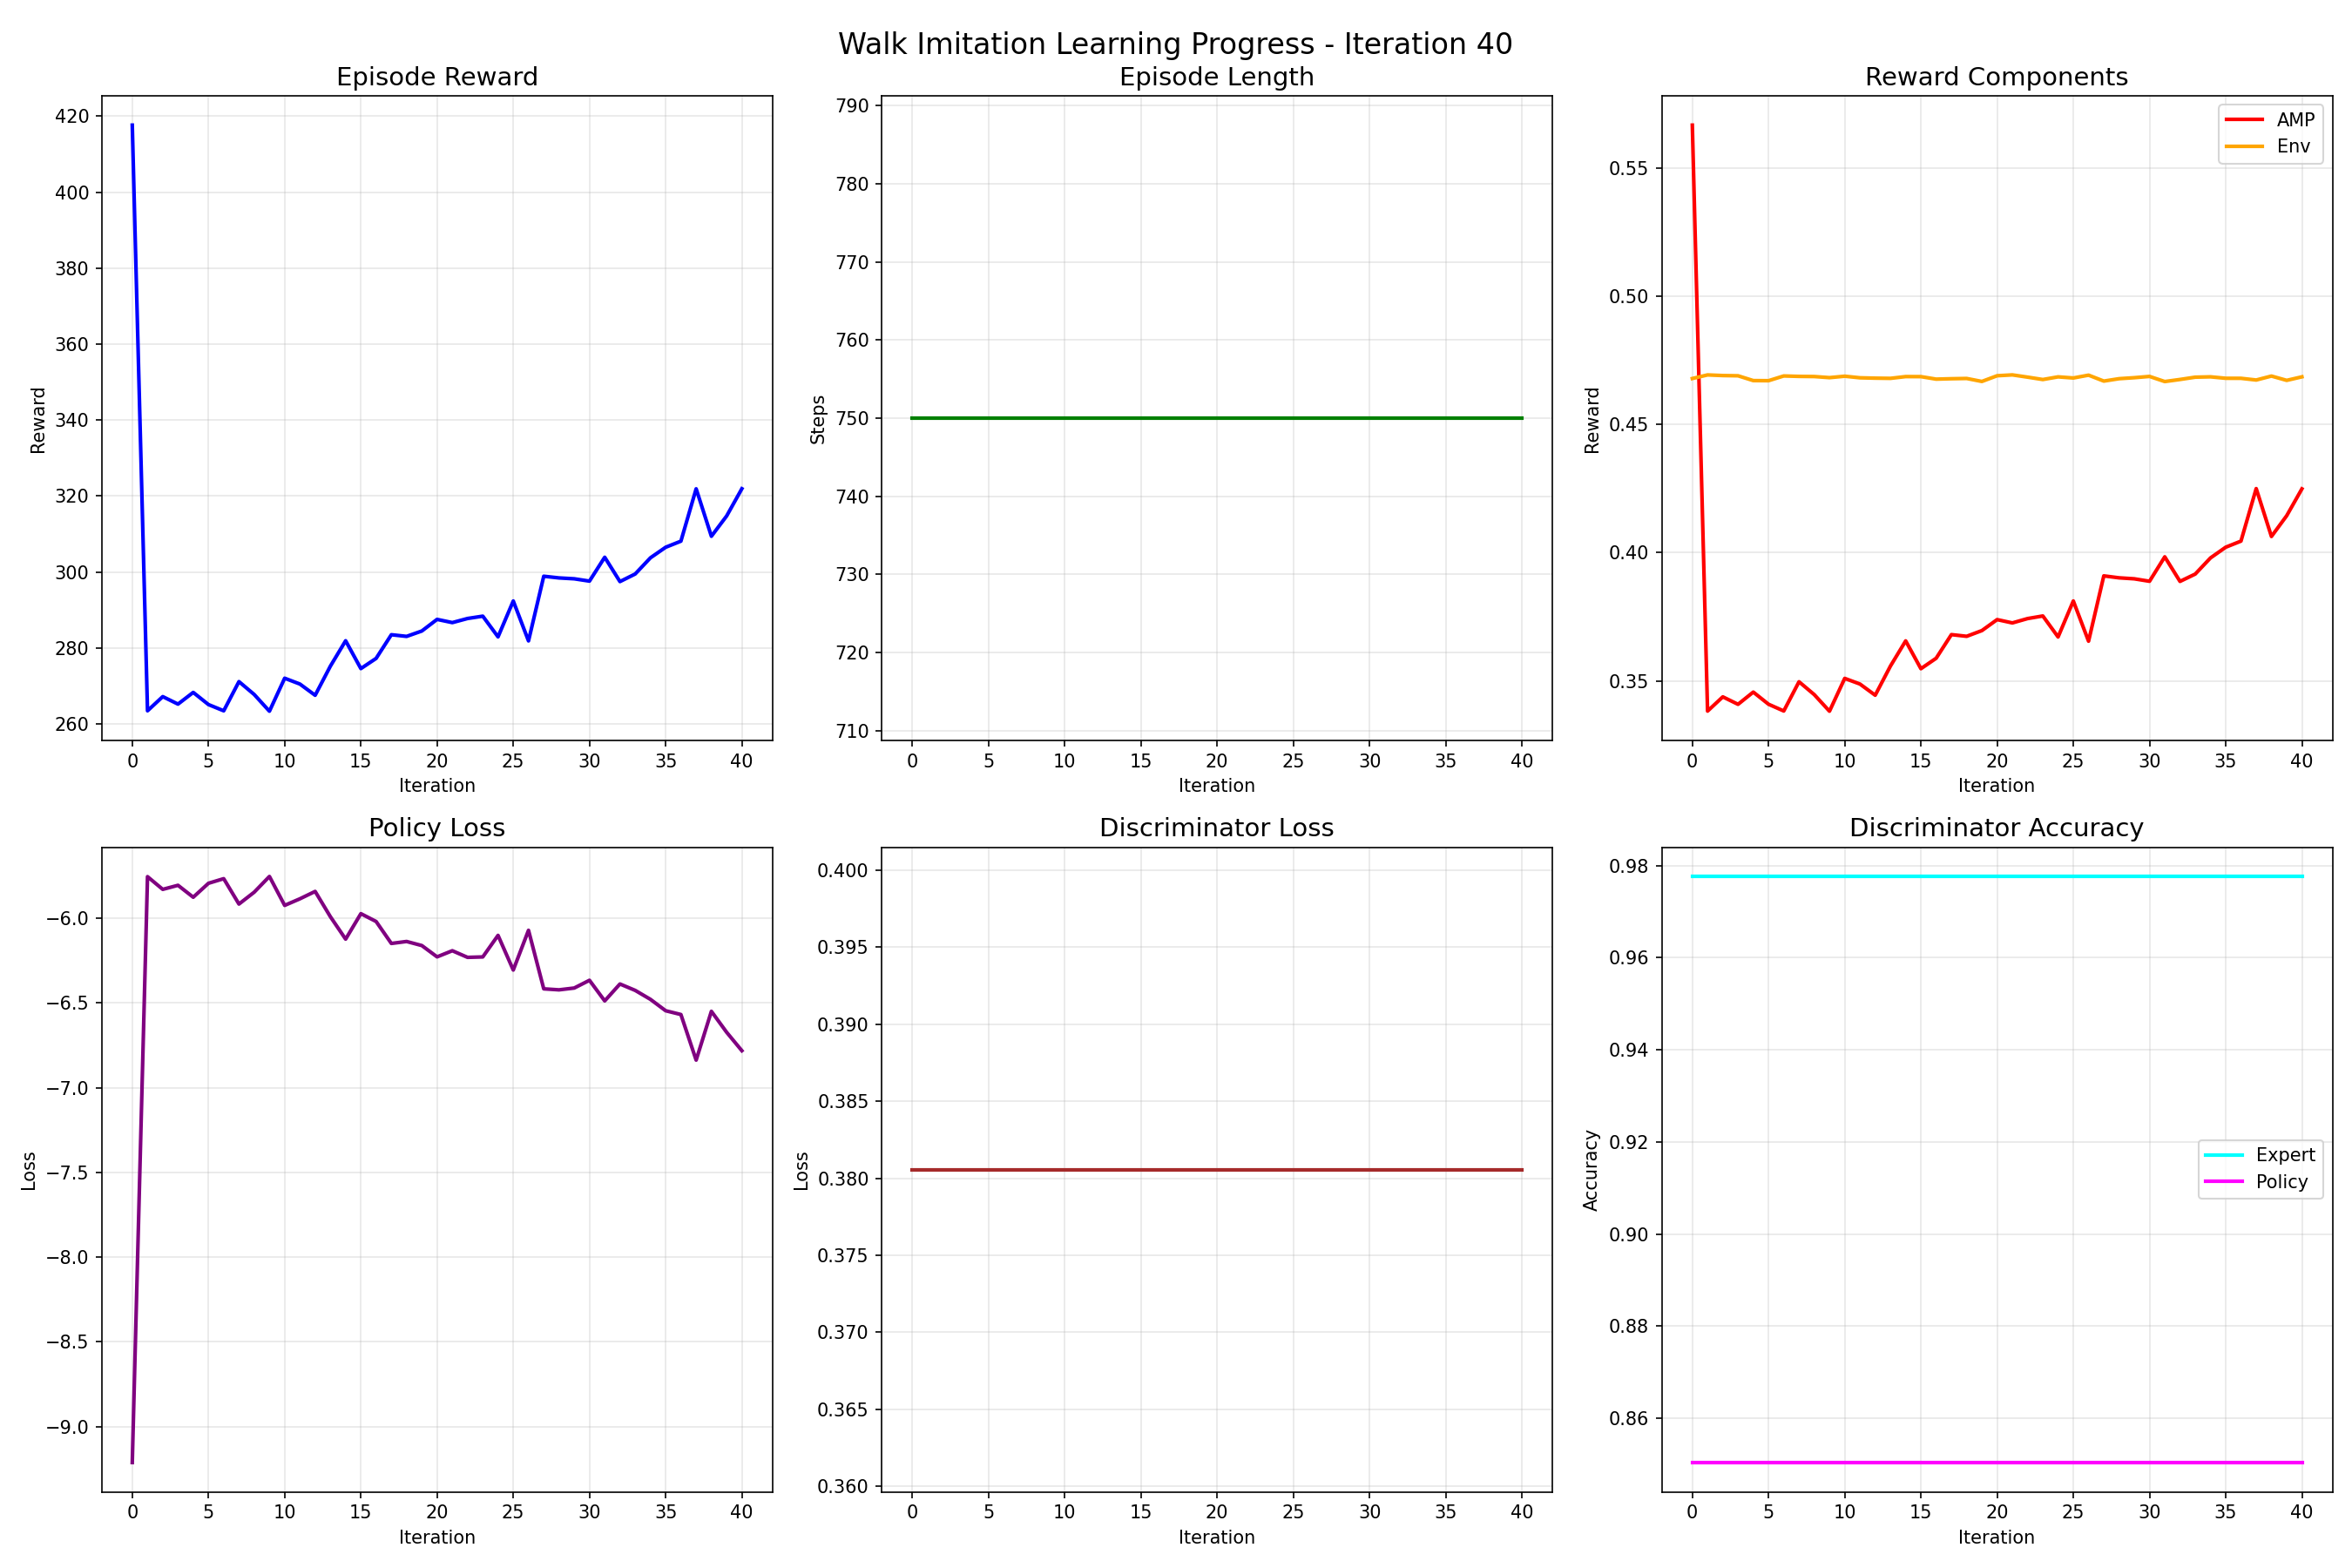 Walk Imitation Learning Progress - Iteration 40
Episode Reward
420
400
380
360
340
320
300
280
260
Reward
0 5 10 15 20 25 30 35 40
Iteration
Episode Length
790
780
770
760
750
740
730
720
710
Steps
0 5 10 15 20 25 30 35 40
Iteration
Reward Components
AMP
Env
0.55
0.50
0.45
0.40
0.35
Reward
0 5 10 15 20 25 30 35 40
Iteration
Policy Loss
−6.0
−6.5
−7.0
−7.5
−8.0
−8.5
−9.0
Loss
0 5 10 15 20 25 30 35 40
Iteration
Discriminator Loss
0.400
0.395
0.390
0.385
0.380
0.375
0.370
0.365
0.360
Loss
0 5 10 15 20 25 30 35 40
Iteration
Discriminator Accuracy
0.98
0.96
0.94
0.92
0.90
0.88
0.86
Accuracy
Expert
Policy
0 5 10 15 20 25 30 35 40
Iteration